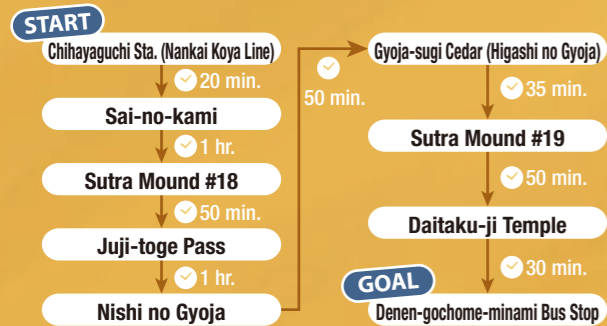 START
Chihayaguchi Sta. (Nankai Koya Line)
20 min.
Sai-no-kami
1 hr.
Sutra Mound #18
50 min.
Juji-toge Pass
1 hr.
Nishi no Gyoja
50 min.
Gyoja-sugi Cedar (Higashi no Gyoja)
35 min.
Sutra Mound #19
50 min.
Daitaku-ji Temple
30 min.
GOAL
Denen-gochome-minami Bus Stop